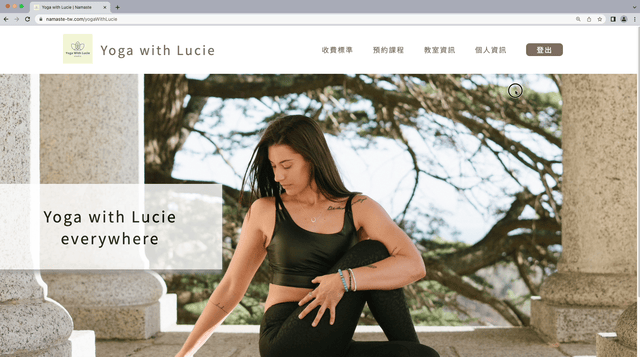 Yoga with Lucie | Namaste
namaste-tw.com/yogaWithLucie
Yoga With Lucie
Yoga with Lucie
收費標準
預約課程
教室資訊
個人資訊
登出
Yoga with Lucie
everywhere